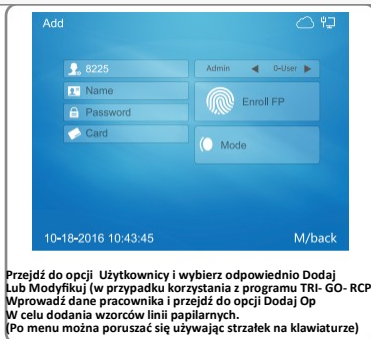 Add
8225
Admin ◀ 0-User ▶
Name
Enroll FP
Password
Card
Mode
10-18-2016 10:43:45 M/back
Przejdź do opcji Użytkownicy i wybierz odpowiednio Dodaj
Lub Modyfikuj (w przypadku korzystania z programu TRI- GO- RCP
Wprowadź dane pracownika i przejdź do opcji Dodaj Op
W celu dodania wzorców linii papilarnych.
(Po menu można poruszać się używając strzałek na klawiaturze)